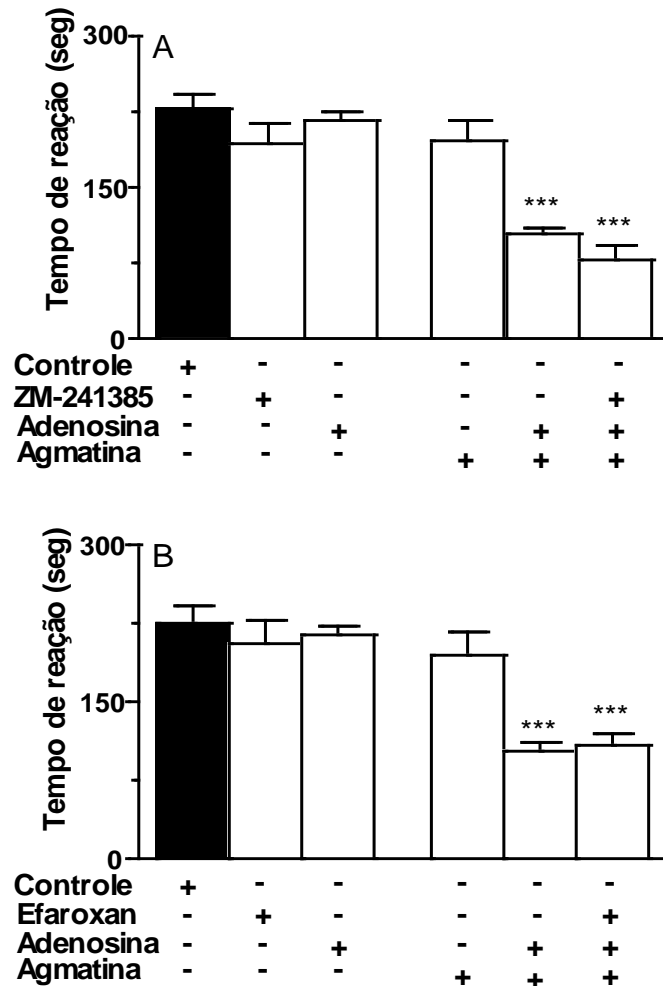 A
Tempo de reação (seg)
300
150
0
***
***
Controle + - - - - -
ZM-241385 - + - - - +
Adenosina - - + - + +
Agmatina - - - + + +
B
Tempo de reação (seg)
300
150
0
***
***
Controle + - - - - -
Efaroxan - + - - - +
Adenosina - - + - + +
Agmatina - - - + + +